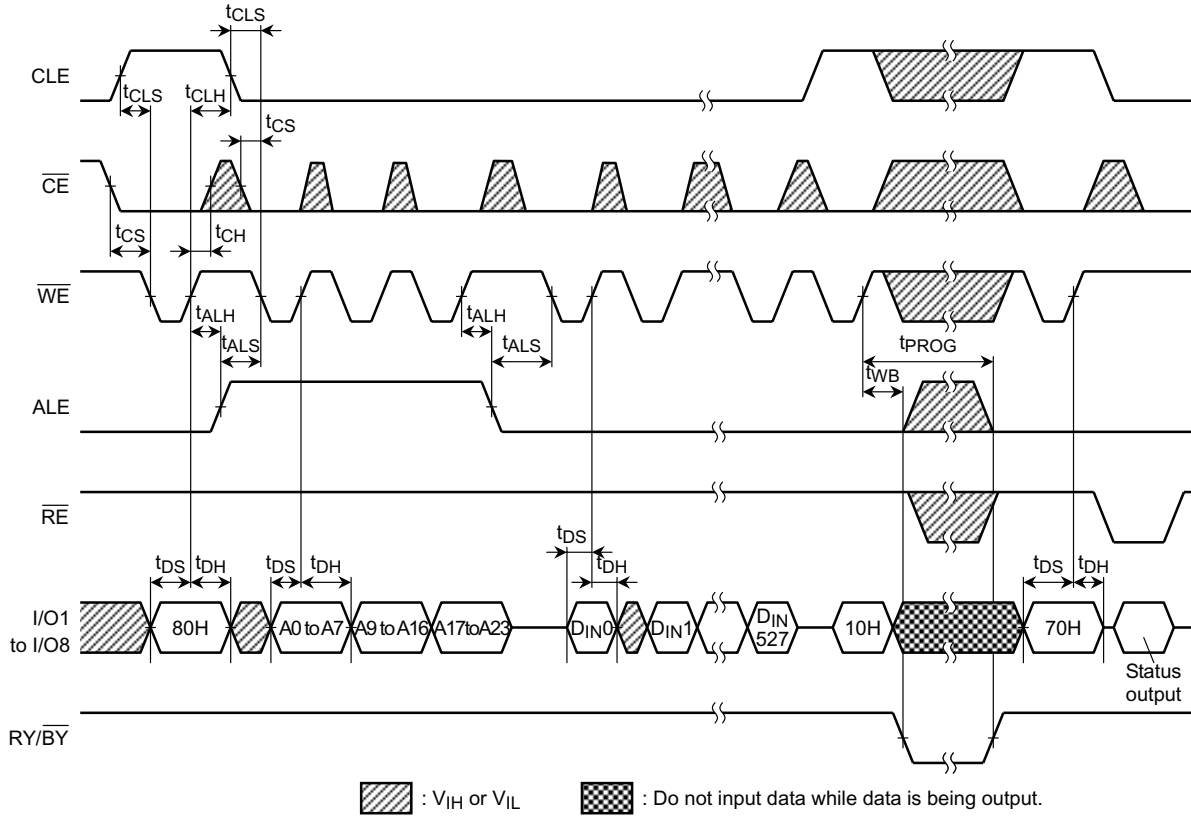 tCLS
CLE
tCLS
tCLH
tCS
CE
tCS
tCH
WE
tALH
tALS
tALH
tALS
tPROG
tWB
ALE
RE
tDS
tDH
tDS
tDH
tDS
tDH
tDS
tDH
I/O1
to I/O8
80H
A0 to A7
A9 to A16
A17 to A23
DIN0
DIN1
DIN
527
10H
70H
Status
output
RY/BY
: VIH or VIL
: Do not input data while data is being output.